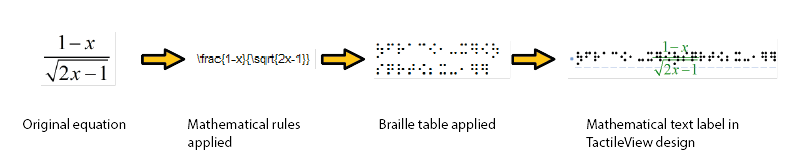 1−x
√2x−1
\frac{1-x}{\sqrt{2x-1}}
1−x
√2x−1
Original equation
Mathematical rules
applied
Braille table applied
Mathematical text label in
TactileView design